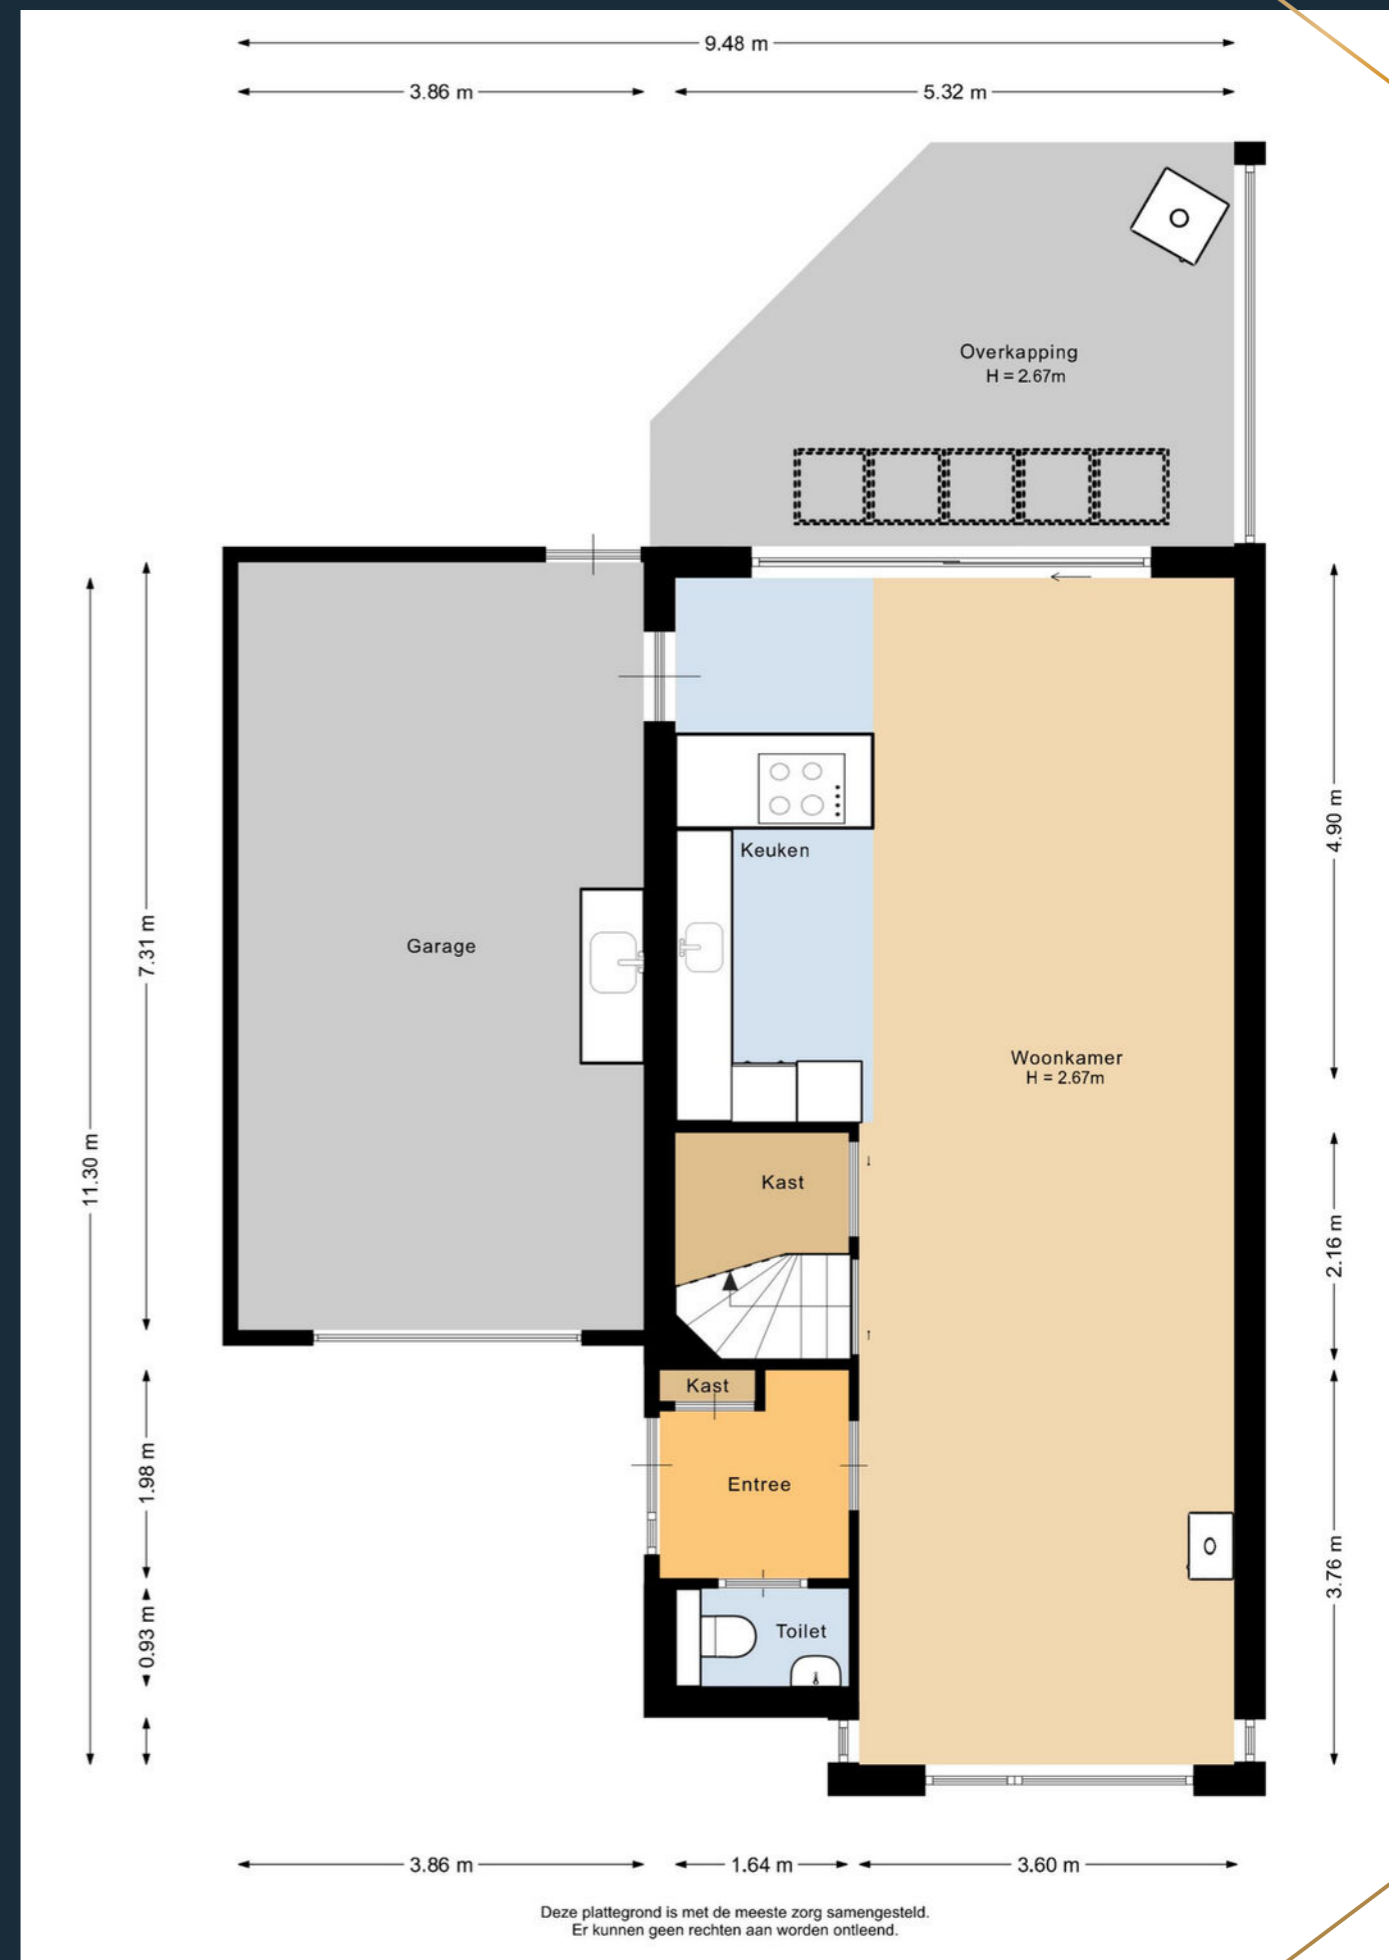 9.48 m
3.86 m
5.32 m
Overkapping
H = 2.67m
4.90 m
Keuken
7.31 m
Garage
Woonkamer
H = 2.67m
11.30 m
Kast
2.16 m
Kast
1.98 m
Entree
3.76 m
0.93 m
Toilet
3.86 m
1.64 m
3.60 m
Deze plattegrond is met de meeste zorg samengesteld.
Er kunnen geen rechten aan worden ontleend.